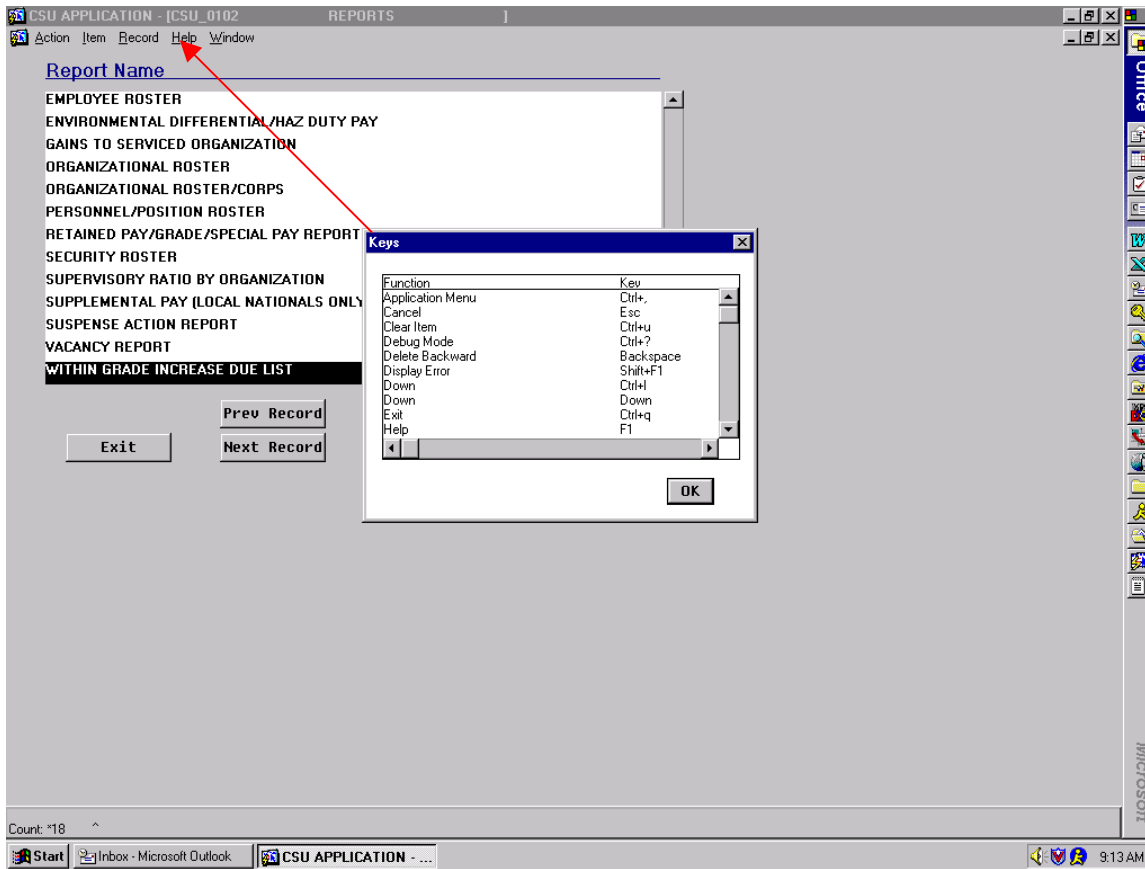 CSU APPLICATION - [CSU_0102 REPORTS ]
Action Item Record Help Window
Report Name
EMPLOYEE ROSTER
ENVIRONMENTAL DIFFERENTIAL/HAZ DUTY PAY
GAINS TO SERVICED ORGANIZATION
ORGANIZATIONAL ROSTER
ORGANIZATIONAL ROSTER/CORPS
PERSONNEL/POSITION ROSTER
RETAINED PAY/GRADE/SPECIAL PAY REPORT
SECURITY ROSTER
SUPERVISORY RATIO BY ORGANIZATION
SUPPLEMENTAL PAY (LOCAL NATIONALS ONLY
SUSPENSE ACTION REPORT
VACANCY REPORT
WITHIN GRADE INCREASE DUE LIST
Prev Record
Exit
Next Record
Keys
Function Key
Application Menu Ctrl+,
Cancel Esc
Clear Item Ctrl+u
Debug Mode Ctrl+?
Delete Backward Backspace
Display Error Shift+F1
Down Ctrl+l
Down Down
Exit Ctrl+q
Help F1
OK
Office
Microsoft
Count: *18 ^
Start
Inbox - Microsoft Outlook
CSU APPLICATION - ...
9:13 AM